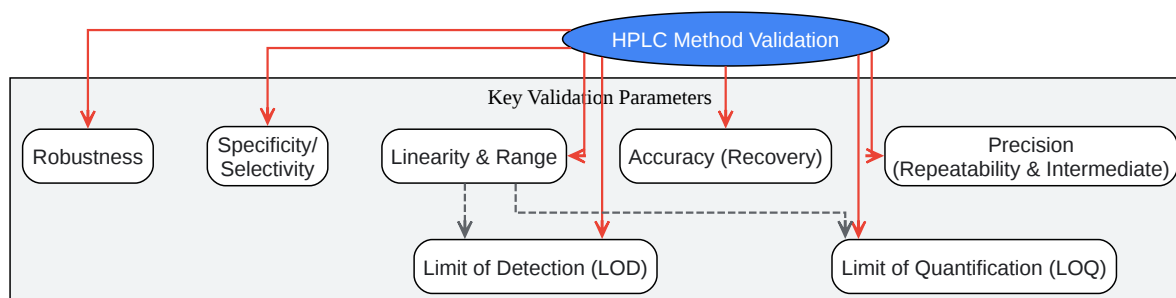 HPLC Method Validation
Key Validation Parameters
Robustness
Specificity/
Selectivity
Linearity & Range
Accuracy (Recovery)
Precision
(Repeatability & Intermediate)
Limit of Detection (LOD)
Limit of Quantification (LOQ)